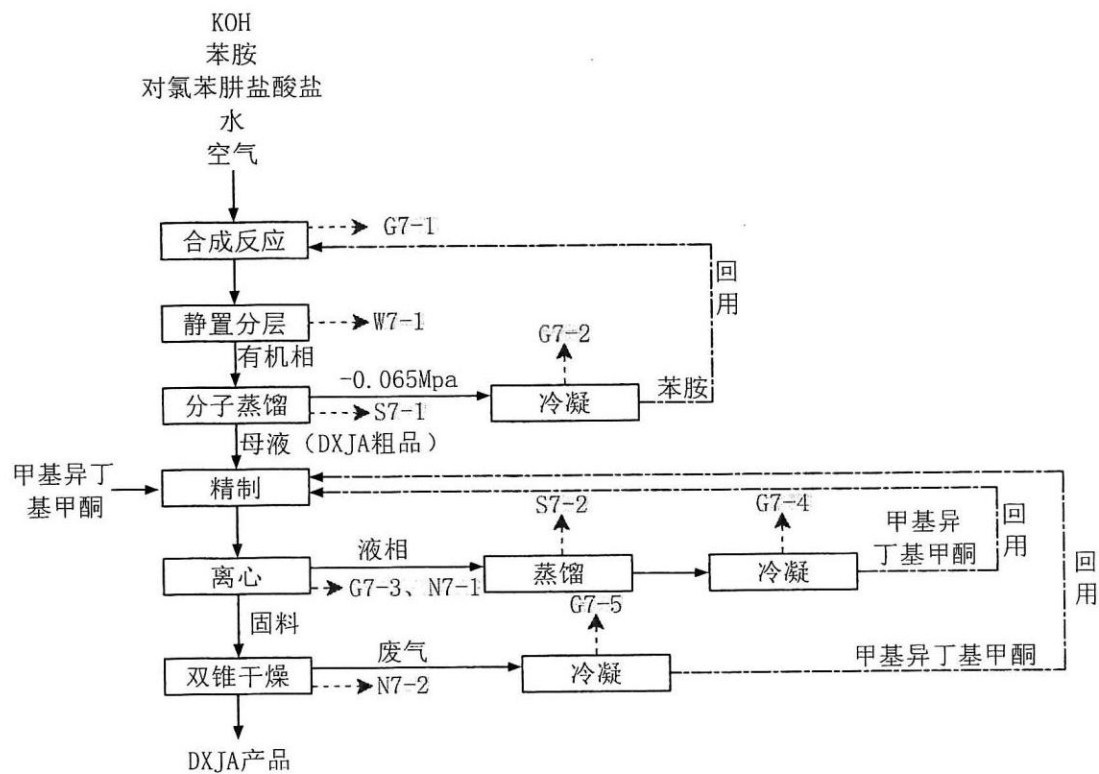 KOH
苯胺
对氯苯肼盐酸盐
水
空气
合成反应
G7-1
回用
静置分层
W7-1
有机相
G7-2
-0.065Mpa
分子蒸馏
冷凝
苯胺
S7-1
母液（DXJA粗品）
甲基异丁
基甲酮
精制
S7-2
G7-4
甲基异
丁基甲酮
回用
液相
离心
蒸馏
冷凝
G7-3、N7-1
回用
固料
G7-5
废气
双锥干燥
冷凝
甲基异丁基甲酮
N7-2
DXJA产品